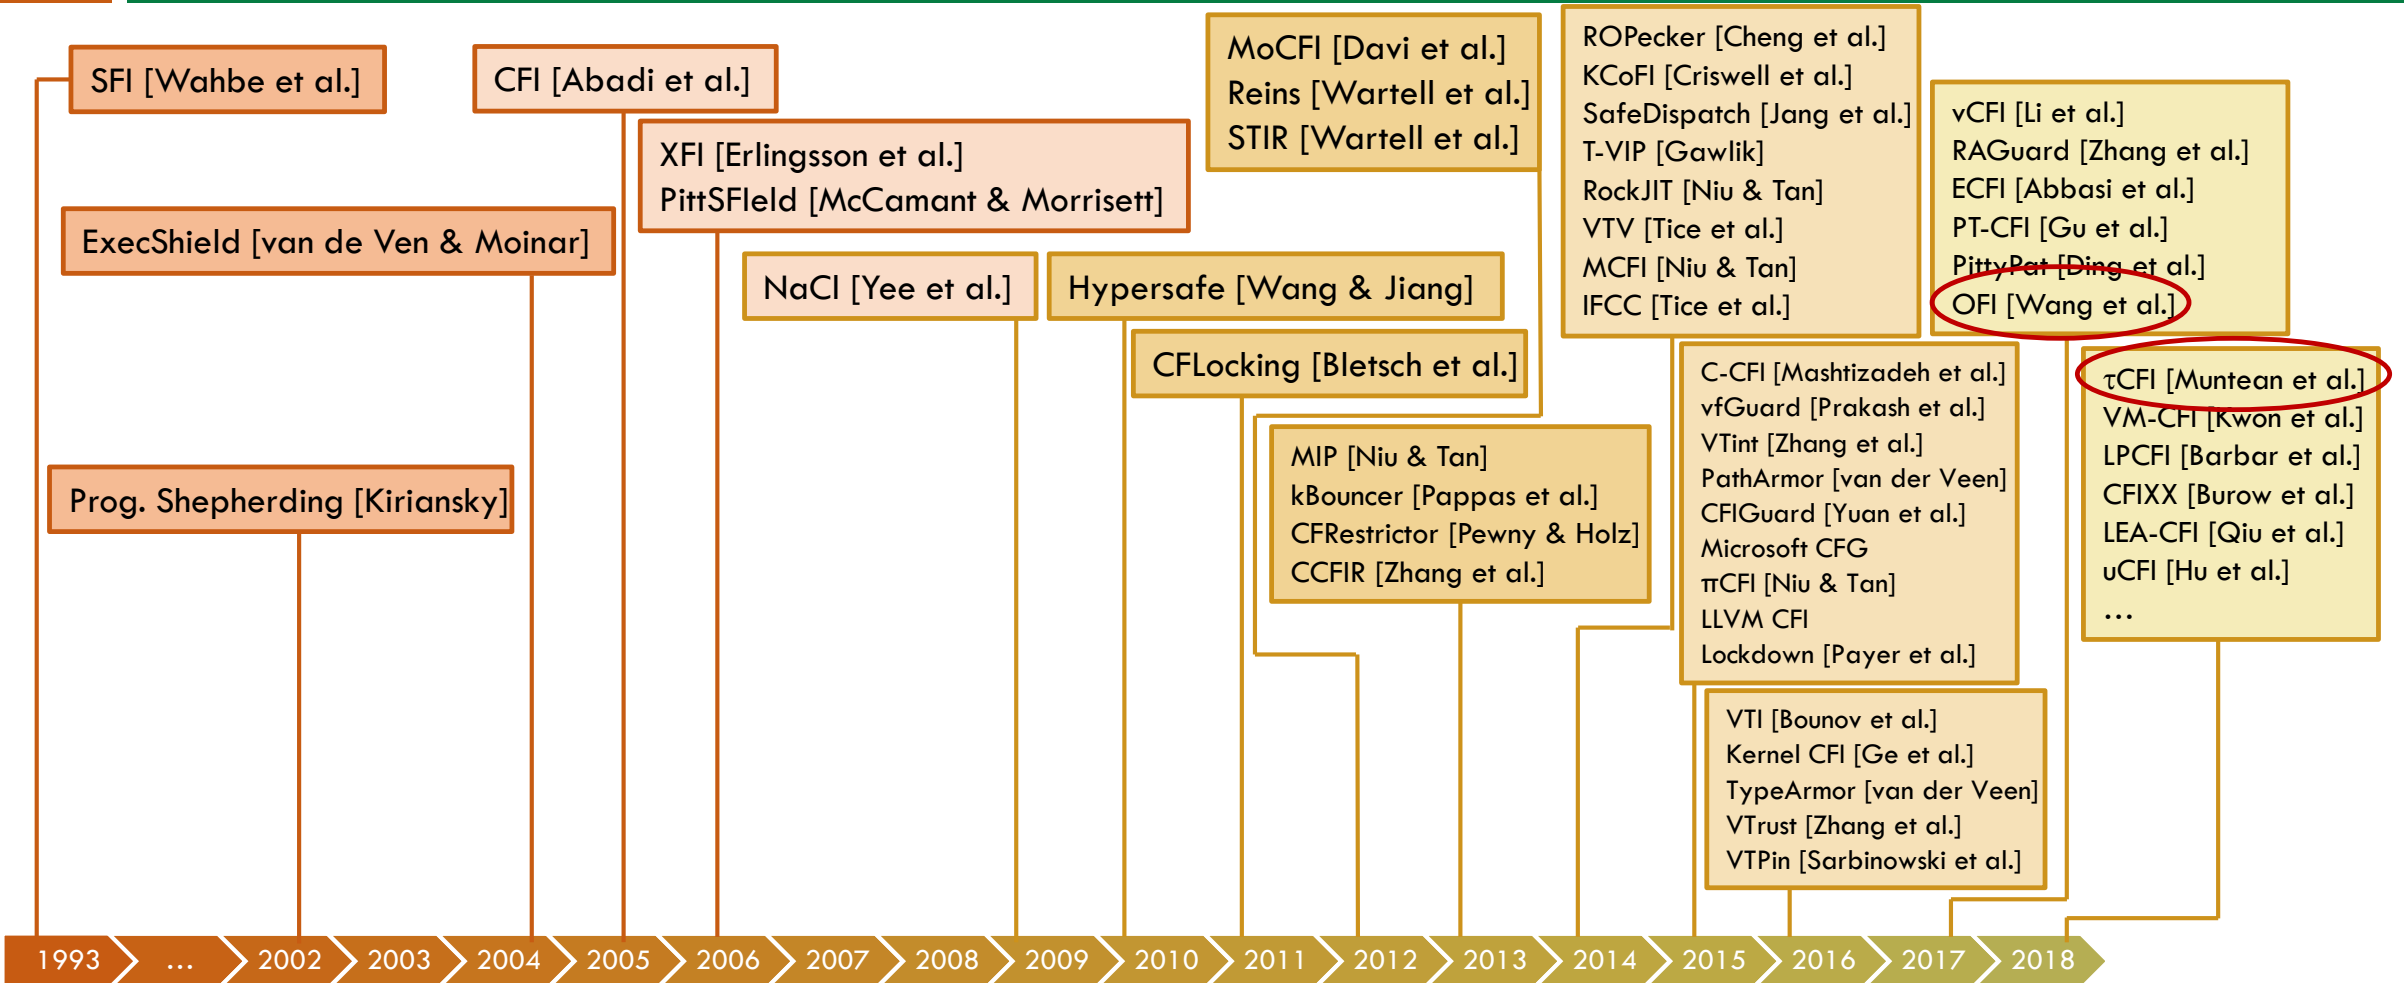 SFI [Wahbe et al.]
ExecShield [van de Ven & Moinar]
Prog. Shepherding [Kiriansky]
CFI [Abadi et al.]
XFI [Erlingsson et al.]
PittSFIeld [McCamant & Morrisett]
NaCl [Yee et al.]
Hypersafe [Wang & Jiang]
CFLocking [Bletsch et al.]
MoCFI [Davi et al.]
Reins [Wartell et al.]
STIR [Wartell et al.]
MIP [Niu & Tan]
kBouncer [Pappas et al.]
CFRestrictor [Pewny & Holz]
CCFIR [Zhang et al.]
ROPecker [Cheng et al.]
KCoFI [Criswell et al.]
SafeDispatch [Jang et al.]
T-VIP [Gawlik]
RockJIT [Niu & Tan]
VTV [Tice et al.]
MCFI [Niu & Tan]
IFCC [Tice et al.]
C-CFI [Mashtizadeh et al.]
vfGuard [Prakash et al.]
VTint [Zhang et al.]
PathArmor [van der Veen]
CFIGuard [Yuan et al.]
Microsoft CFG
πCFI [Niu & Tan]
LLVM CFI
Lockdown [Payer et al.]
VTI [Bounov et al.]
Kernel CFI [Ge et al.]
TypeArmor [van der Veen]
VTrust [Zhang et al.]
VTPin [Sarbinowski et al.]
vCFI [Li et al.]
RAGuard [Zhang et al.]
ECFI [Abbasi et al.]
PT-CFI [Gu et al.]
PittyPat [Ding et al.]
OFI [Wang et al.]
τCFI [Muntean et al.]
VM-CFI [Kwon et al.]
LPCFI [Barbar et al.]
CFIXX [Burow et al.]
LEA-CFI [Qiu et al.]
uCFI [Hu et al.]
...
1993 ... 2002 2003 2004 2005 2006 2007 2008 2009 2010 2011 2012 2013 2014 2015 2016 2017 2018